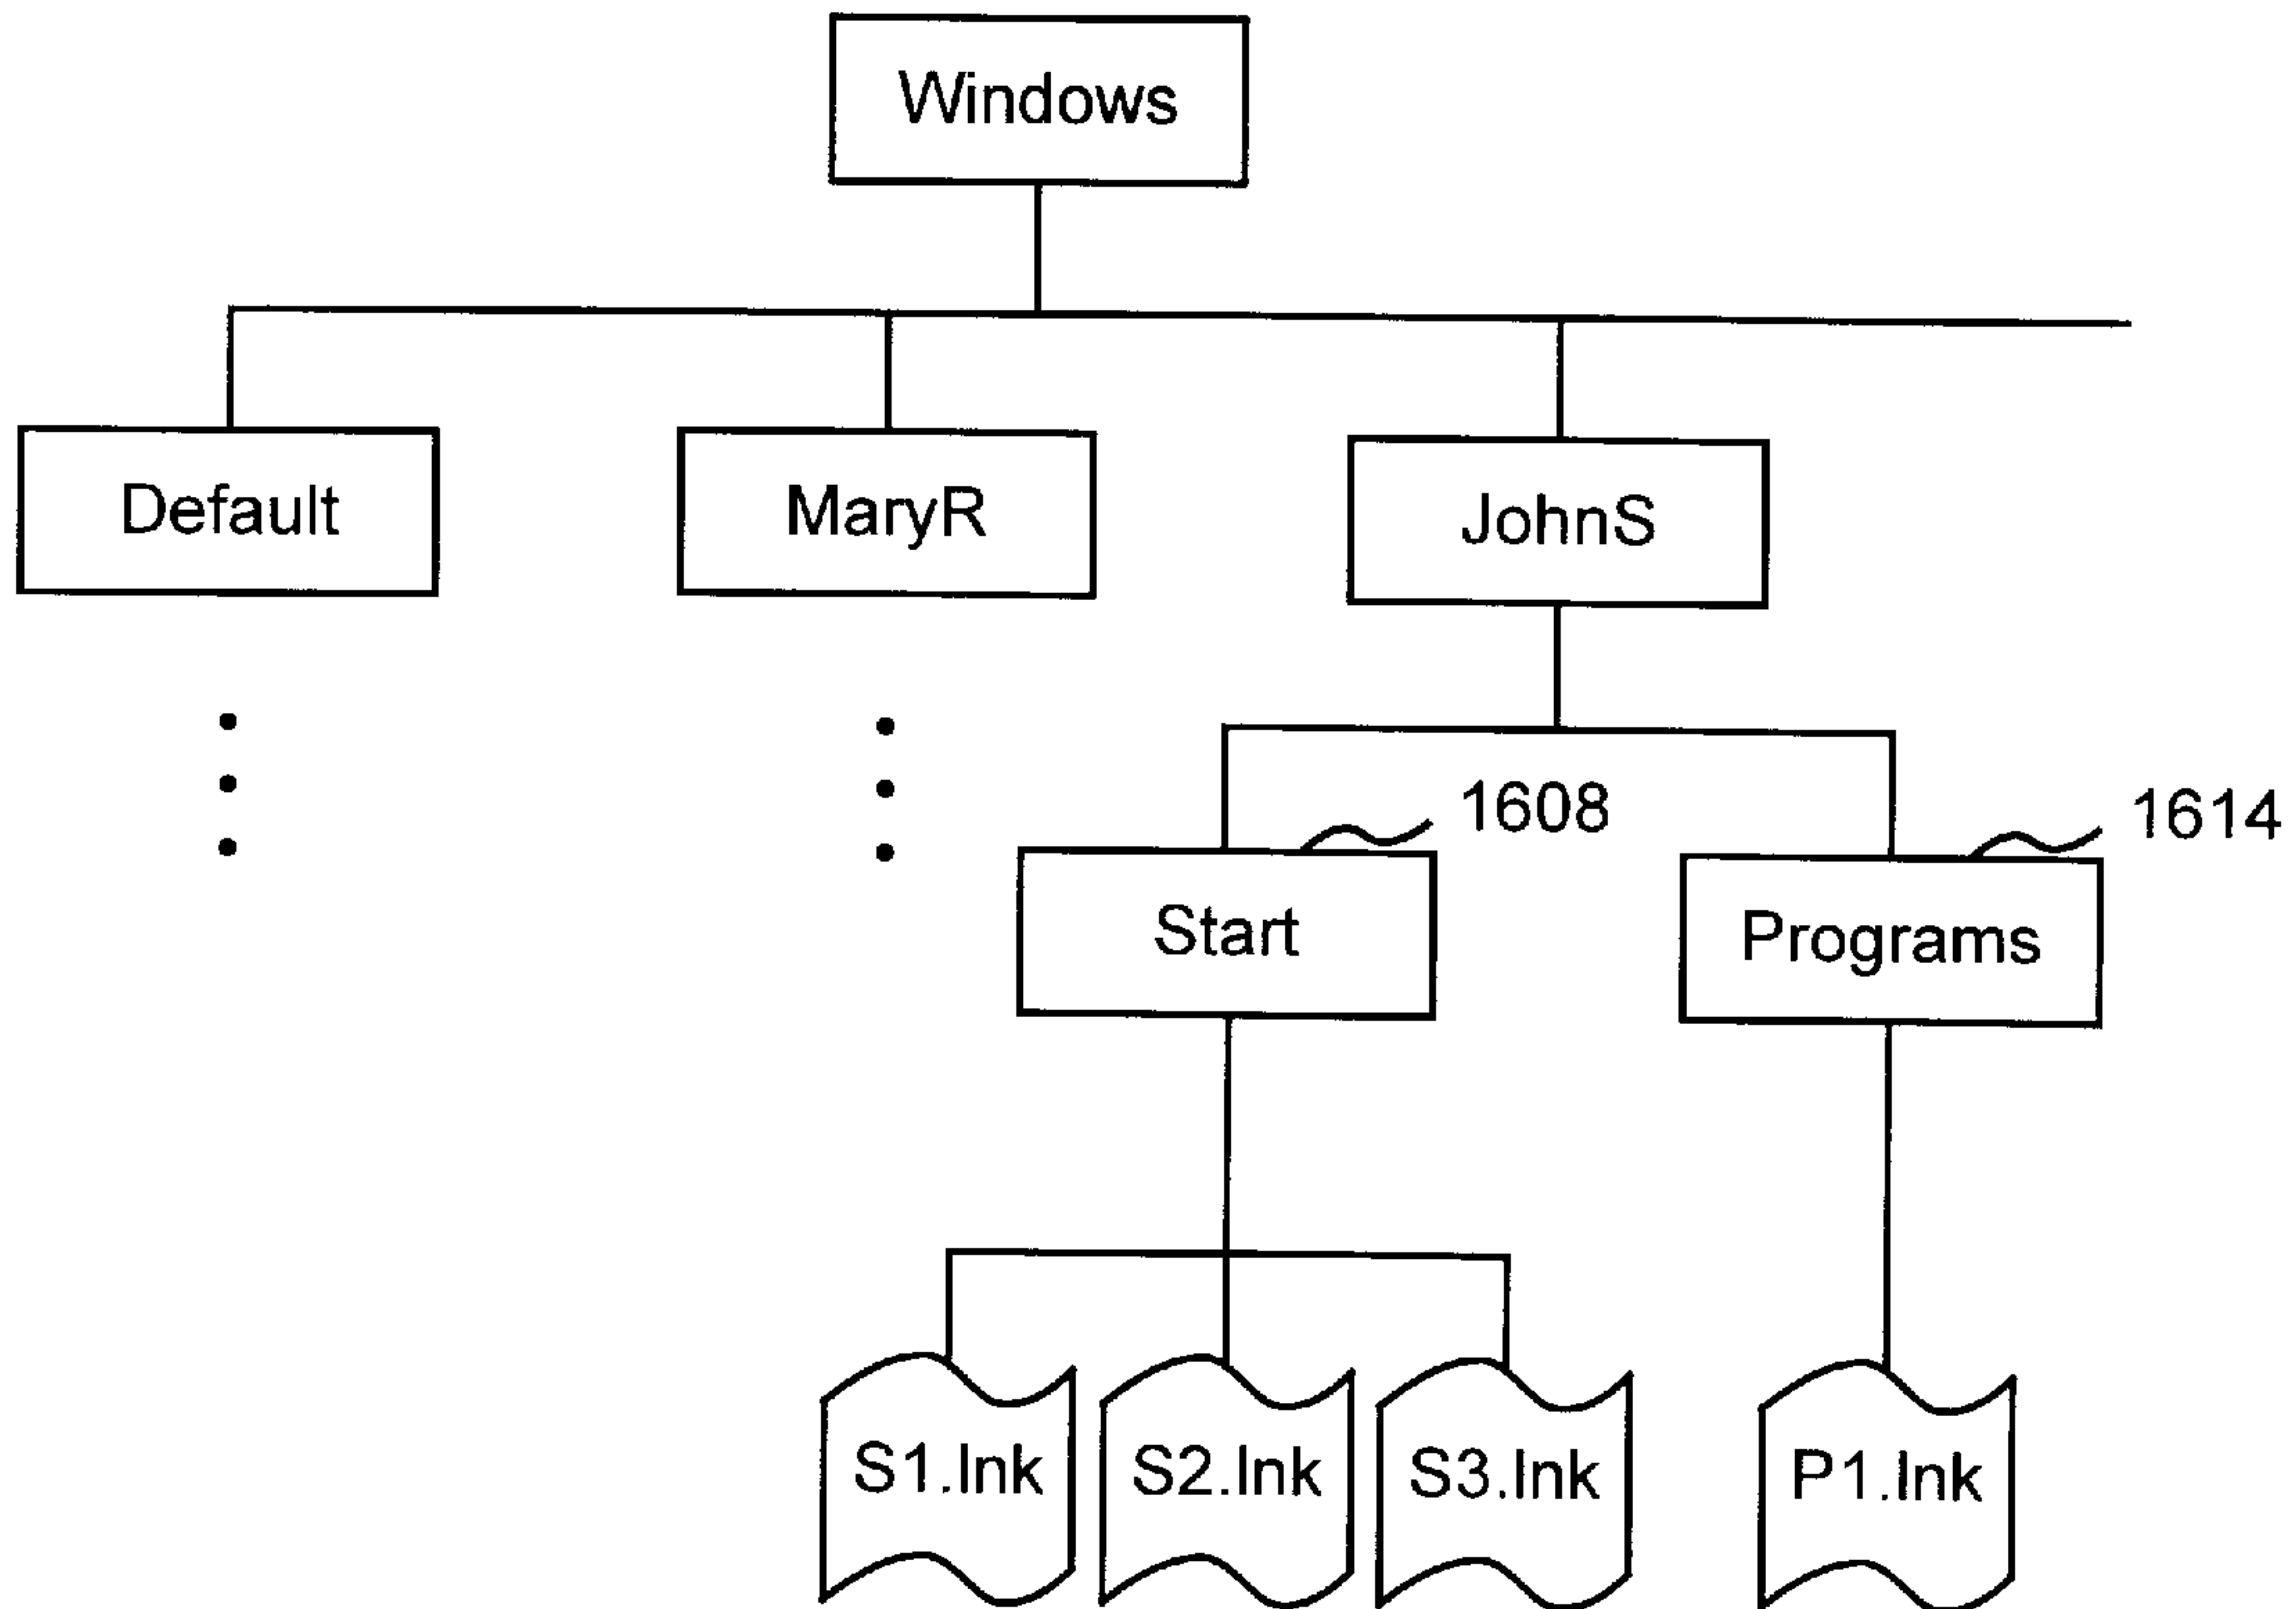 Windows
Default
MaryR
JohnS
1608
1614
Start
Programs
S1.lnk
S2.lnk
S3.lnk
P1.lnk